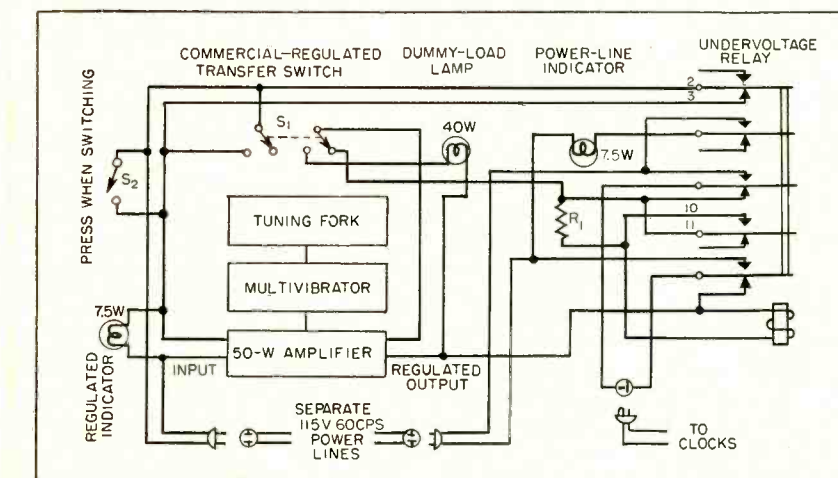 COMMERCIAL-REGULATED
TRANSFER SWITCH
DUMMY-LOAD
LAMP
POWER-LINE
INDICATOR
UNDERVOLTAGE
RELAY
PRESS WHEN SWITCHING
S2
S1
40W
7.5W
2
3
R1
10
11
TUNING FORK
MULTIVIBRATOR
50-W AMPLIFIER
7.5W
REGULATED
INDICATOR
INPUT
REGULATED
OUTPUT
SEPARATE
115V 60CPS
POWER
LINES
TO
CLOCKS